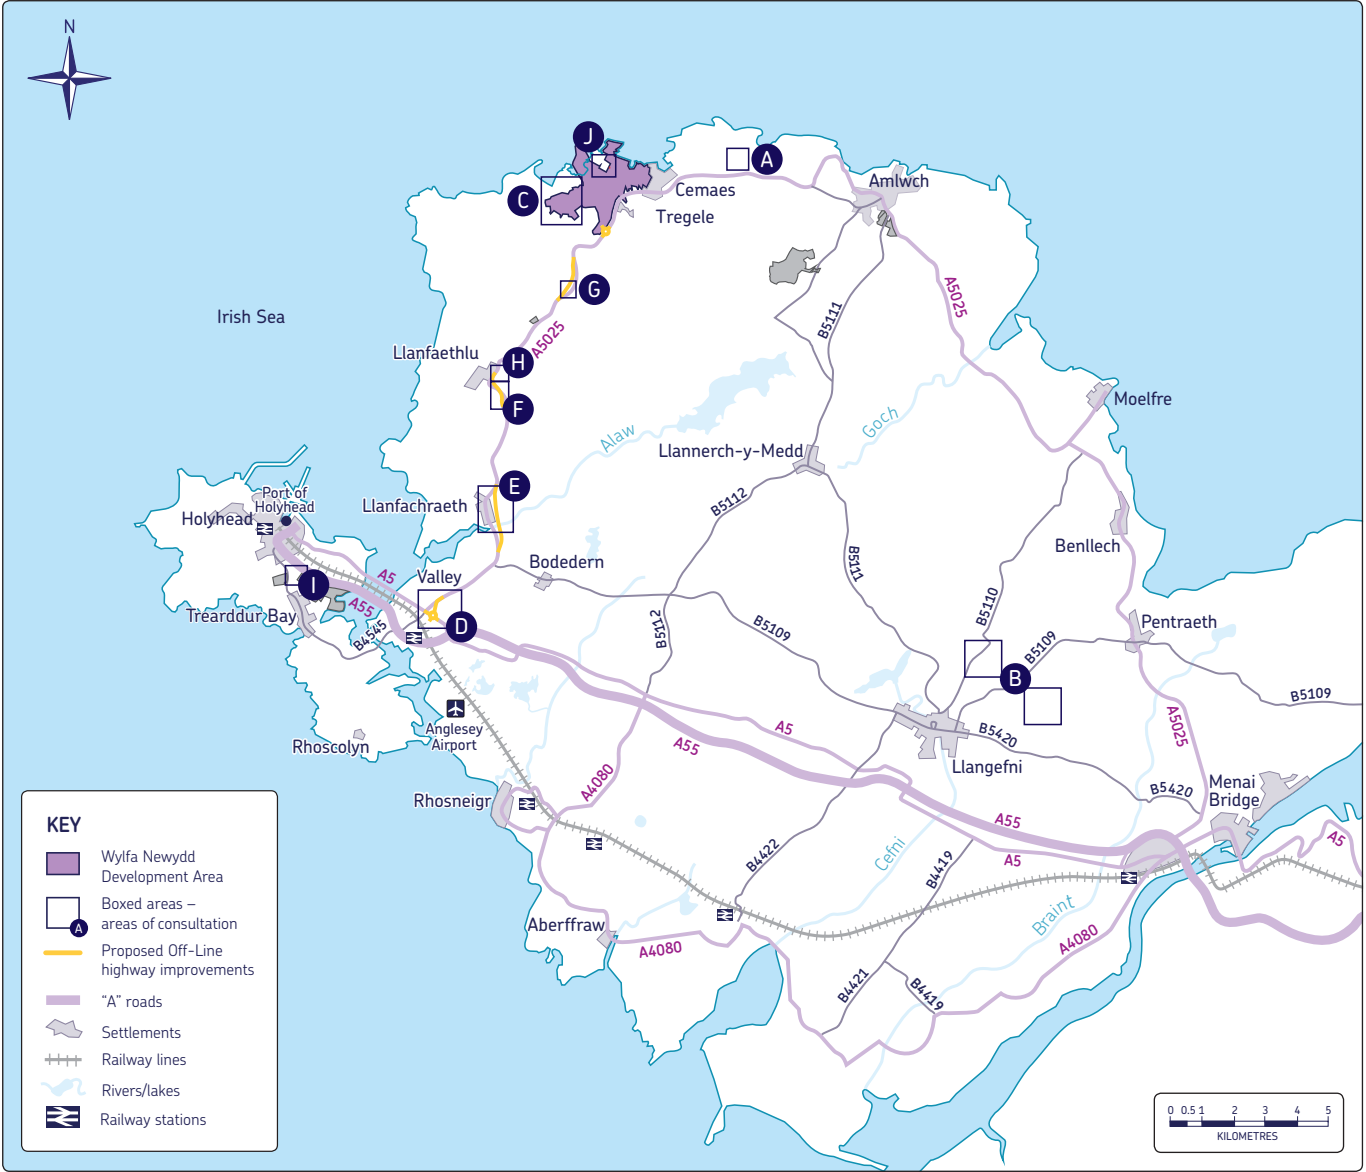 N
J
A
C
Cemaes
Amlwch
Tregele
G
A5025
Irish Sea
B5111
A5025
Llanfaethlu
H
F
Moelfre
Goch
Alaw
Llannerch-y-Medd
E
Llanfachraeth
B5112
Port of
Holyhead
Holyhead
Benllech
B5111
Bodedern
Valley
A5
I
A55
Trearddur Bay
B4545
D
B5112
B5109
B5110
B5109
Pentraeth
B
B5109
A5025
Anglesey
Airport
Rhoscolyn
A5
A55
B5420
Llangefni
A4080
Rhosneigr
B5420
Menai
Bridge
A55
A5
A5
B4422
Cefni
B4419
Braint
Aberffraw
A4080
A4080
B4421
B4419
KEY
Wylfa Newydd
Development Area
A
Boxed areas –
areas of consultation
Proposed Off-Line
highway improvements
“A” roads
Settlements
Railway lines
Rivers/lakes
Railway stations
0 0.5 1 2 3 4 5
KILOMETRES